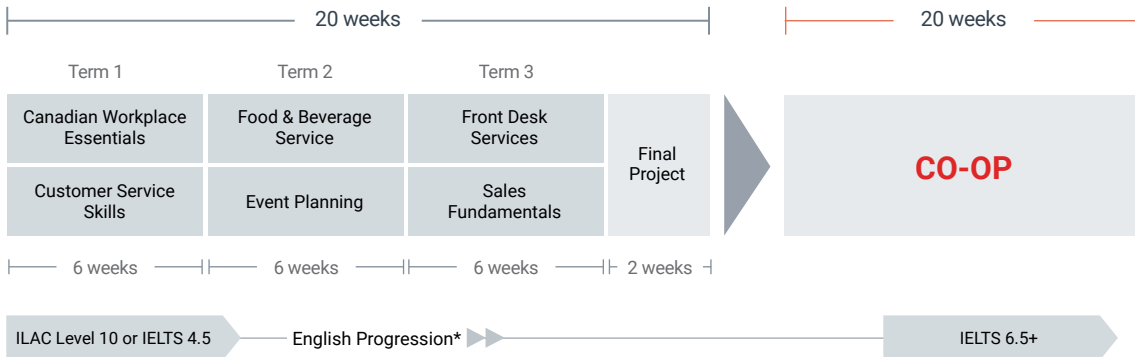 20 weeks
20 weeks
Term 1
Term 2
Term 3
Canadian Workplace
Essentials
Food & Beverage
Service
Front Desk
Services
Final
Project
CO-OP
Customer Service
Skills
Event Planning
Sales
Fundamentals
6 weeks
6 weeks
6 weeks
2 weeks
ILAC Level 10 or IELTS 4.5
English Progression*
IELTS 6.5+